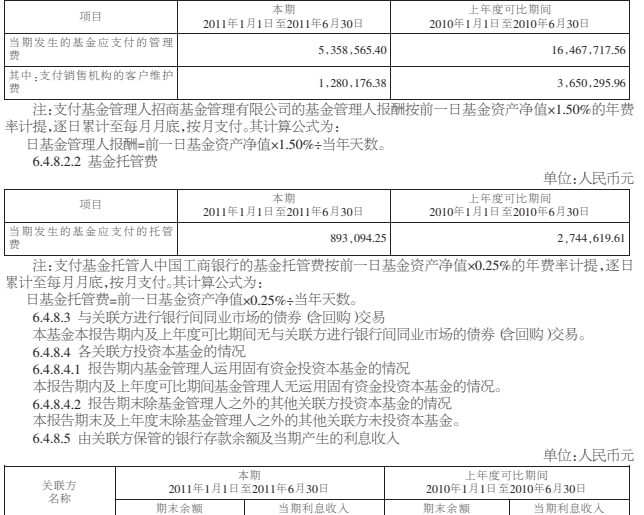 项目
本期
2011年1月1日至2011年6月30日
上年度可比期间
2010年1月1日至2010年6月30日
当期发生的基金应支付的管理
费
5,358,565.40
16,467,717.56
其中:支付销售机构的客户维护
费
1,280,176.38
3,650,295.96
注:支付基金管理人招商基金管理有限公司的基金管理人报酬按前一日基金资产净值×1.50%的年费
率计提,逐日累计至每月月底,按月支付。其计算公式为:
日基金管理人报酬=前一日基金资产净值×1.50%÷当年天数。
6.4.8.2.2 基金托管费
单位:人民币元
项目
本期
2011年1月1日至2011年6月30日
上年度可比期间
2010年1月1日至2010年6月30日
当期发生的基金应支付的托管
费
893,094.25
2,744,619.61
注:支付基金托管人中国工商银行的基金托管费按前一日基金资产净值×0.25%的年费率计提,逐日
累计至每月月底,按月支付。其计算公式为:
日基金托管费=前一日基金资产净值×0.25%÷当年天数。
6.4.8.3 与关联方进行银行间同业市场的债券(含回购)交易
本基金本报告期内及上年度可比期间无与关联方进行银行间同业市场的债券(含回购)交易。
6.4.8.4 各关联方投资本基金的情况
6.4.8.4.1 报告期内基金管理人运用固有资金投资本基金的情况
本报告期内及上年度可比期间基金管理人无运用固有资金投资本基金的情况。
6.4.8.4.2 报告期末除基金管理人之外的其他关联方投资本基金的情况
本报告期末及上年度末除基金管理人之外的其他关联方未投资本基金。
6.4.8.5 由关联方保管的银行存款余额及当期产生的利息收入
单位:人民币元
关联方
名称
本期
2011年1月1日至2011年6月30日
上年度可比期间
2010年1月1日至2010年6月30日
期末余额
当期利息收入
期末余额
当期利息收入